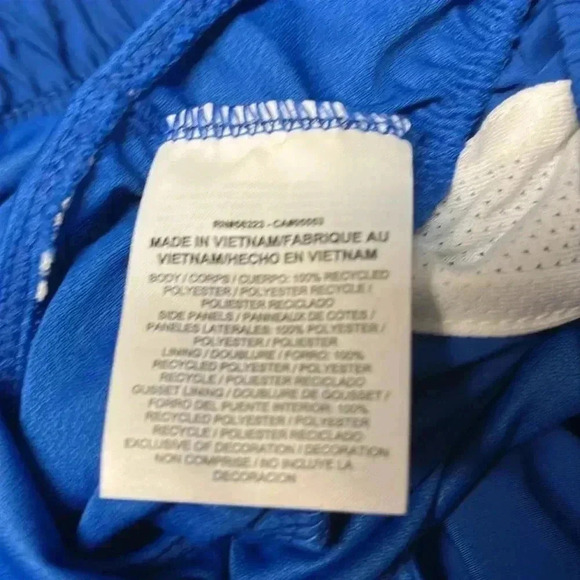 RN#56323 - CA#05553
MADE IN VIETNAM/FABRIQUE AU
VIETNAM/HECHO EN VIETNAM
BODY / CORPS / CUERPO: 100% RECYCLED
POLYESTER / POLYESTER RECYCLE /
POLIESTER RECICLADO
SIDE PANELS / PANNEAUX DE COTES /
PANELES LATERALES: 100% POLYESTER /
POLYESTER / POLIESTER
LINING / DOUBLURE / FORRO: 100%
RECYCLED POLYESTER / POLYESTER
RECYCLE / POLIESTER RECICLADO
GUSSET LINING / DOUBLURE DE GOUSSET /
FORRO DEL PUENTE INTERIOR: 100%
RECYCLED POLYESTER / POLYESTER
RECYCLE / POLIESTER RECICLADO
EXCLUSIVE OF DECORATION / DECORATION
NON COMPRISE / NO INCLUYE LA
DECORACION